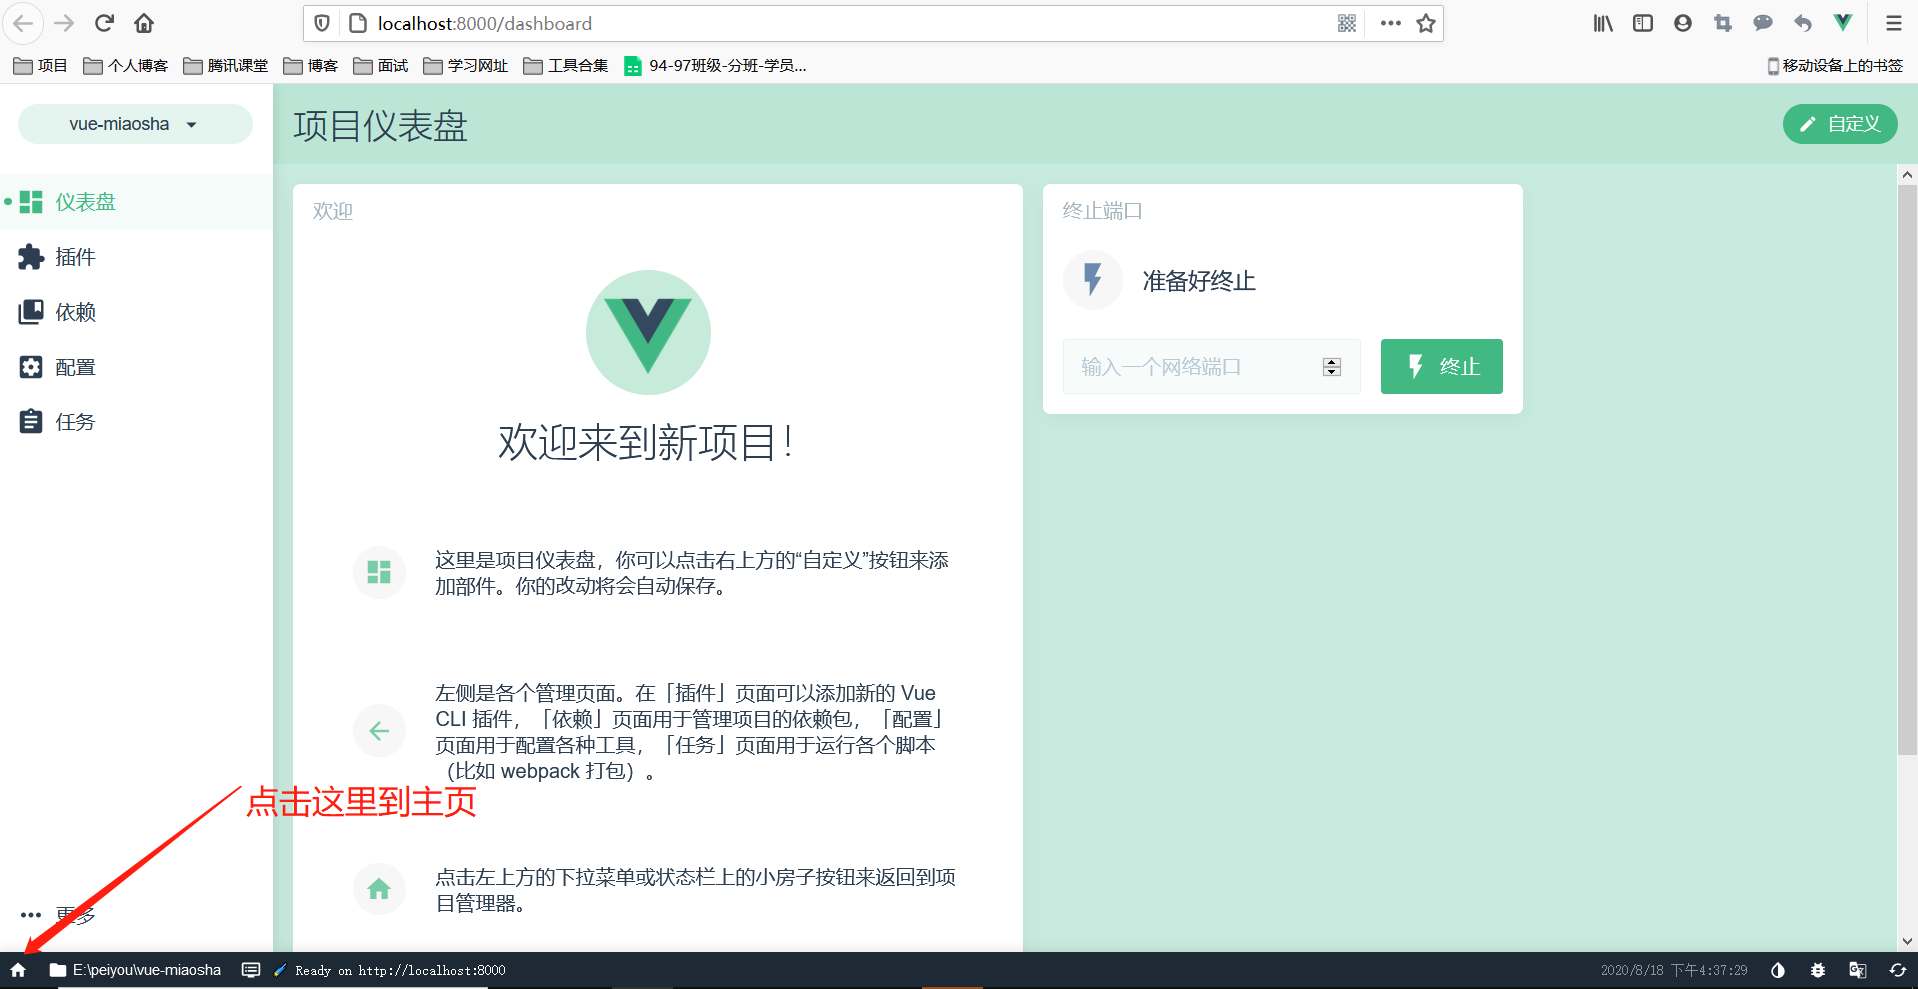 localhost:8000/dashboard
项目
个人博客
腾讯课堂
博客
面试
学习网址
工具合集
94-97班级-分班-学员...
移动设备上的书签
vue-miaosha
项目仪表盘
自定义
仪表盘
插件
依赖
配置
任务
更多
欢迎
欢迎来到新项目！
这里是项目仪表盘，你可以点击右上方的“自定义”按钮来添
加部件。你的改动将会自动保存。
左侧是各个管理页面。在「插件」页面可以添加新的 Vue
CLI 插件，「依赖」页面用于管理项目的依赖包，「配置」
页面用于配置各种工具，「任务」页面用于运行各个脚本
（比如 webpack 打包）。
点击这里到主页
点击左上方的下拉菜单或状态栏上的小房子按钮来返回到项
目管理器。
终止端口
准备好终止
输入一个网络端口
终止
E:\peiyou\vue-miaosha
Ready on http://localhost:8000
2020/8/18 下午4:37:29